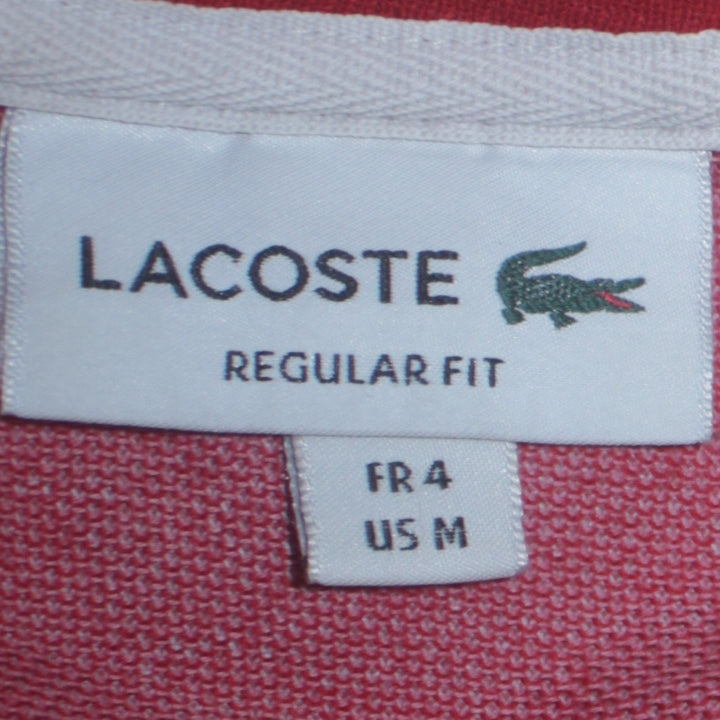 LACOSTE
REGULAR FIT
FR 4
US M